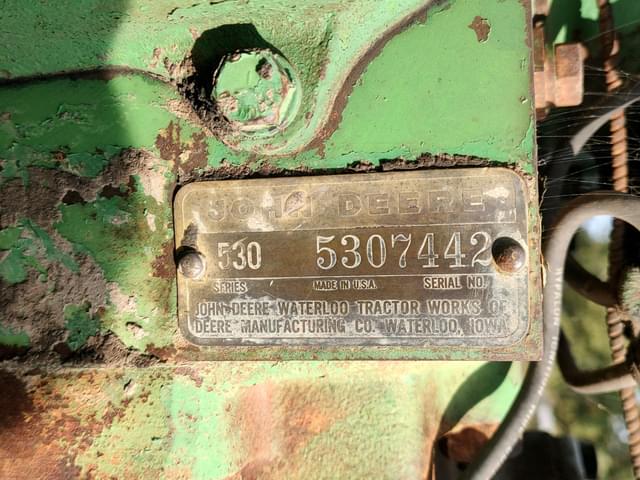 JOHN DEERE
530 5307442
SERIES MADE IN U.S.A. SERIAL NO.
JOHN DEERE WATERLOO TRACTOR WORKS OF
DEERE MANUFACTURING CO. WATERLOO, IOWA